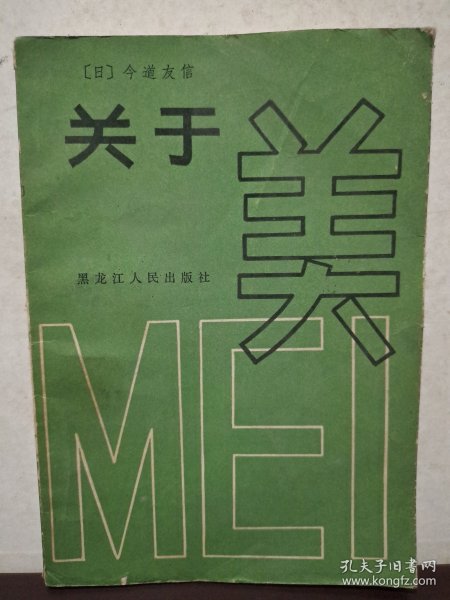 〔日〕今道友信
关于美
黑龙江人民出版社
MEI
孔夫子旧书网
www.kongfz.com